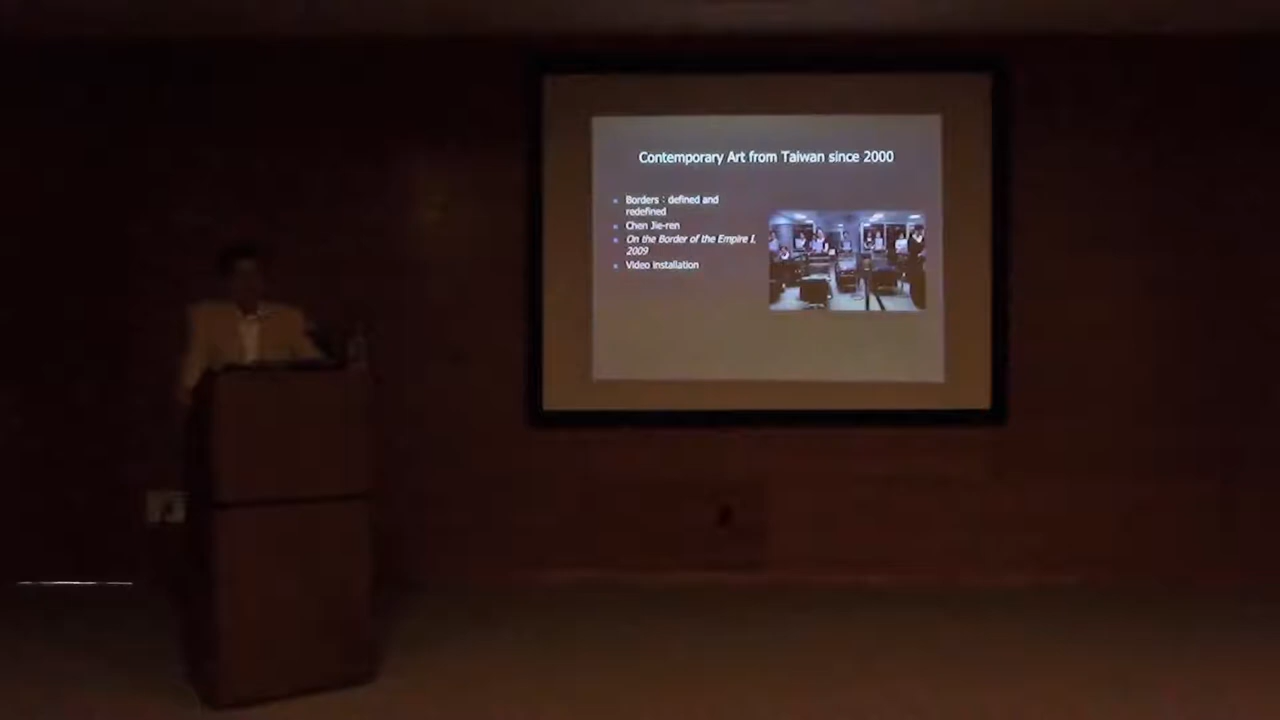 Contemporary Art from Taiwan since 2000
Borders：defined and
redefined
Chen Jie-ren
On the Border of the Empire I,
2009
Video installation